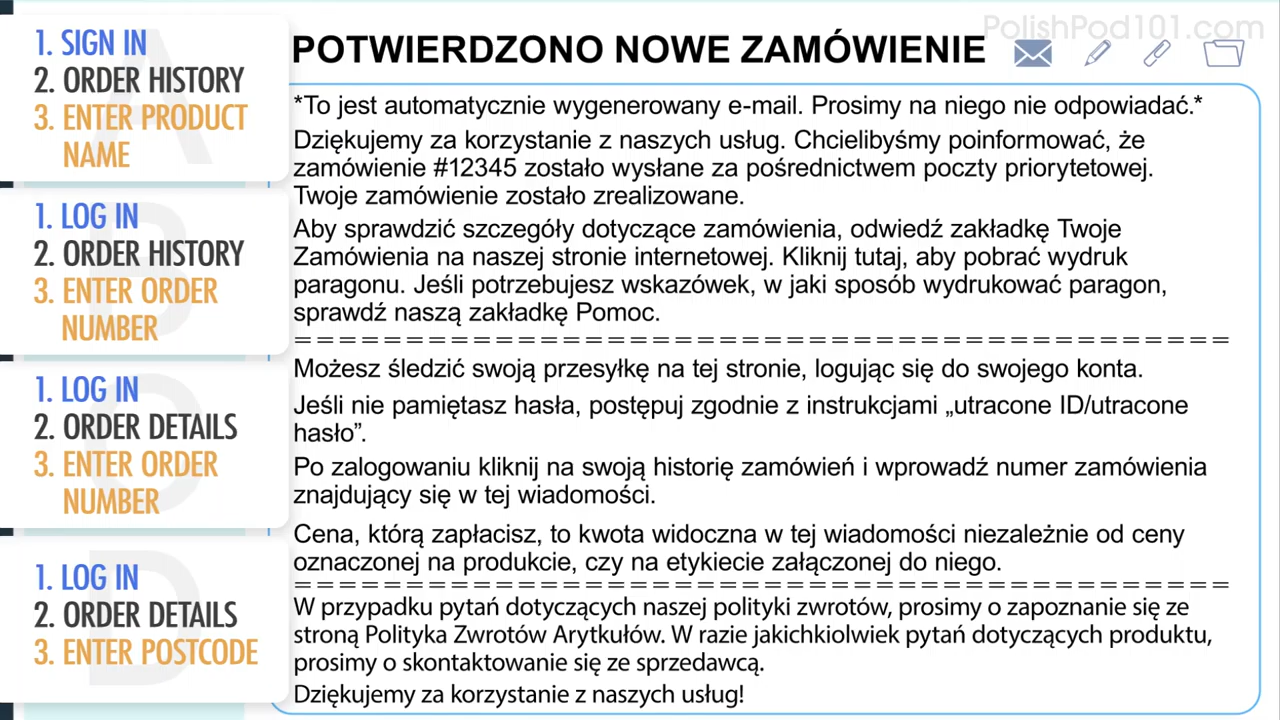 PolishPod101.com
1. SIGN IN
2. ORDER HISTORY
3. ENTER PRODUCT
NAME
A
1. LOG IN
2. ORDER HISTORY
3. ENTER ORDER
NUMBER
B
1. LOG IN
2. ORDER DETAILS
3. ENTER ORDER
NUMBER
C
1. LOG IN
2. ORDER DETAILS
3. ENTER POSTCODE
D
POTWIERDZONO NOWE ZAMÓWIENIE
*To jest automatycznie wygenerowany e-mail. Prosimy na niego nie odpowiadać.*
Dziękujemy za korzystanie z naszych usług. Chcielibyśmy poinformować, że
zamówienie #12345 zostało wysłane za pośrednictwem poczty priorytetowej.
Twoje zamówienie zostało zrealizowane.
Aby sprawdzić szczegóły dotyczące zamówienia, odwiedź zakładkę Twoje
Zamówienia na naszej stronie internetowej. Kliknij tutaj, aby pobrać wydruk
paragonu. Jeśli potrzebujesz wskazówek, w jaki sposób wydrukować paragon,
sprawdź naszą zakładkę Pomoc.
= = = = = = = = = = = = = = = = = = = = = = = = = = = = = = = = = = = = = = = = =
Możesz śledzić swoją przesyłkę na tej stronie, logując się do swojego konta.
Jeśli nie pamiętasz hasła, postępuj zgodnie z instrukcjami „utracone ID/utracone
hasło”.
Po zalogowaniu kliknij na swoją historię zamówień i wprowadź numer zamówienia
znajdujący się w tej wiadomości.
Cena, którą zapłacisz, to kwota widoczna w tej wiadomości niezależnie od ceny
oznaczonej na produkcie, czy na etykiecie załączonej do niego.
= = = = = = = = = = = = = = = = = = = = = = = = = = = = = = = = = = = = = = = = =
W przypadku pytań dotyczących naszej polityki zwrotów, prosimy o zapoznanie się ze
stroną Polityka Zwrotów Arytkułów. W razie jakichkiolwiek pytań dotyczących produktu,
prosimy o skontaktowanie się ze sprzedawcą.
Dziękujemy za korzystanie z naszych usług!